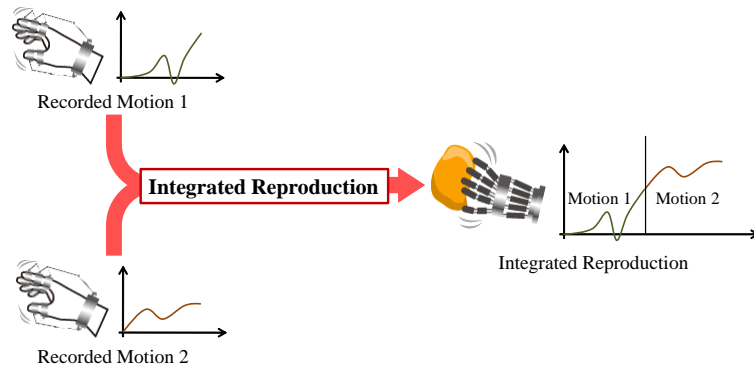 Recorded Motion 1
Integrated Reproduction
Motion 1
Motion 2
Integrated Reproduction
Recorded Motion 2